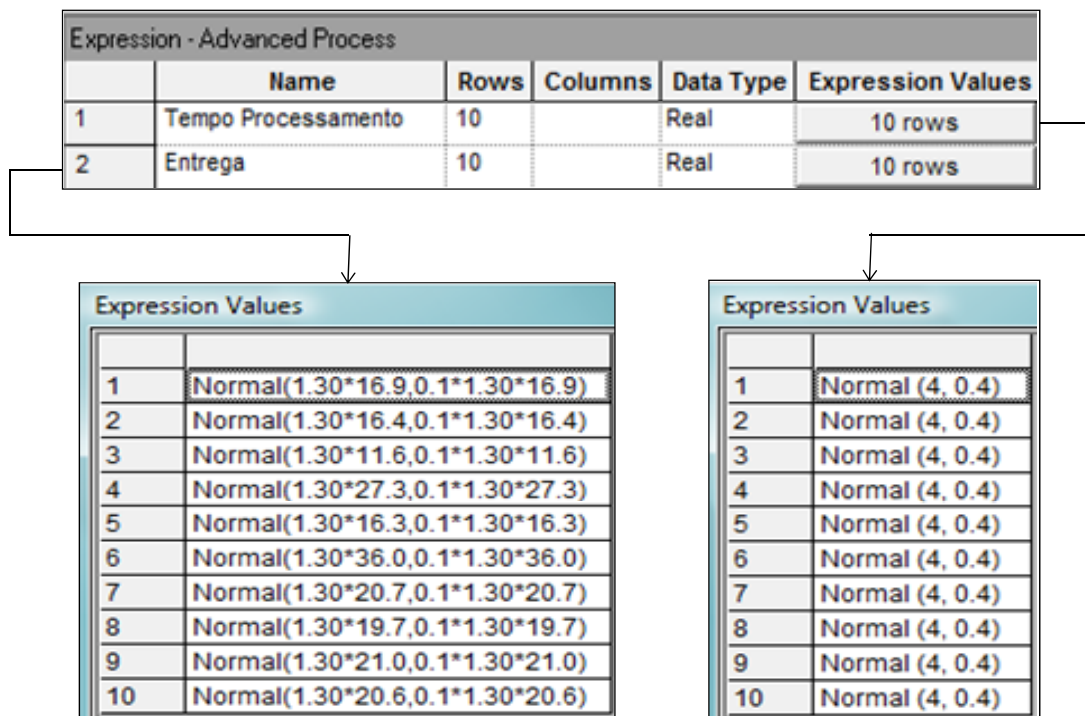 Expression - Advanced Process
Name Rows Columns Data Type Expression Values
1 Tempo Processamento 10 Real 10 rows
2 Entrega 10 Real 10 rows
Expression Values
1 Normal(1.30*16.9,0.1*1.30*16.9)
2 Normal(1.30*16.4,0.1*1.30*16.4)
3 Normal(1.30*11.6,0.1*1.30*11.6)
4 Normal(1.30*27.3,0.1*1.30*27.3)
5 Normal(1.30*16.3,0.1*1.30*16.3)
6 Normal(1.30*36.0,0.1*1.30*36.0)
7 Normal(1.30*20.7,0.1*1.30*20.7)
8 Normal(1.30*19.7,0.1*1.30*19.7)
9 Normal(1.30*21.0,0.1*1.30*21.0)
10 Normal(1.30*20.6,0.1*1.30*20.6)
Expression Values
1 Normal (4, 0.4)
2 Normal (4, 0.4)
3 Normal (4, 0.4)
4 Normal (4, 0.4)
5 Normal (4, 0.4)
6 Normal (4, 0.4)
7 Normal (4, 0.4)
8 Normal (4, 0.4)
9 Normal (4, 0.4)
10 Normal (4, 0.4)